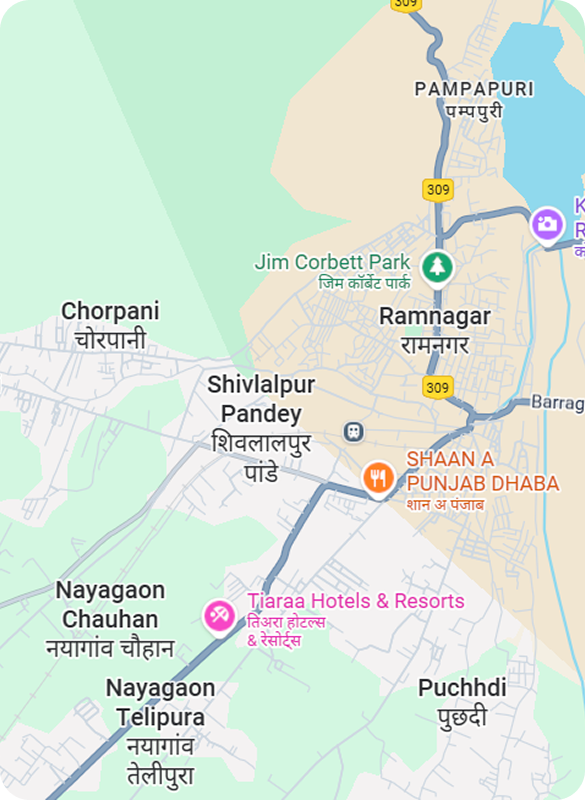 309
PAMPAPURI
पम्पपुरी
309
K
R
Jim Corbett Park
जिम कॉर्बेट पार्क
Chorpani
चोरपानी
Ramnagar
रामनगर
309
Shivlalpur
Pandey
शिवलालपुर
पांडे
Barrag
SHAAN A
PUNJAB DHABA
शान अ पंजाब
Nayagaon
Chauhan
नयागांव चौहान
Tiaraa Hotels & Resorts
तिअरा होटल्स
& रेसोर्ट्स
Nayagaon
Telipura
नयागांव
तेलीपुरा
Puchhdi
पुछदी